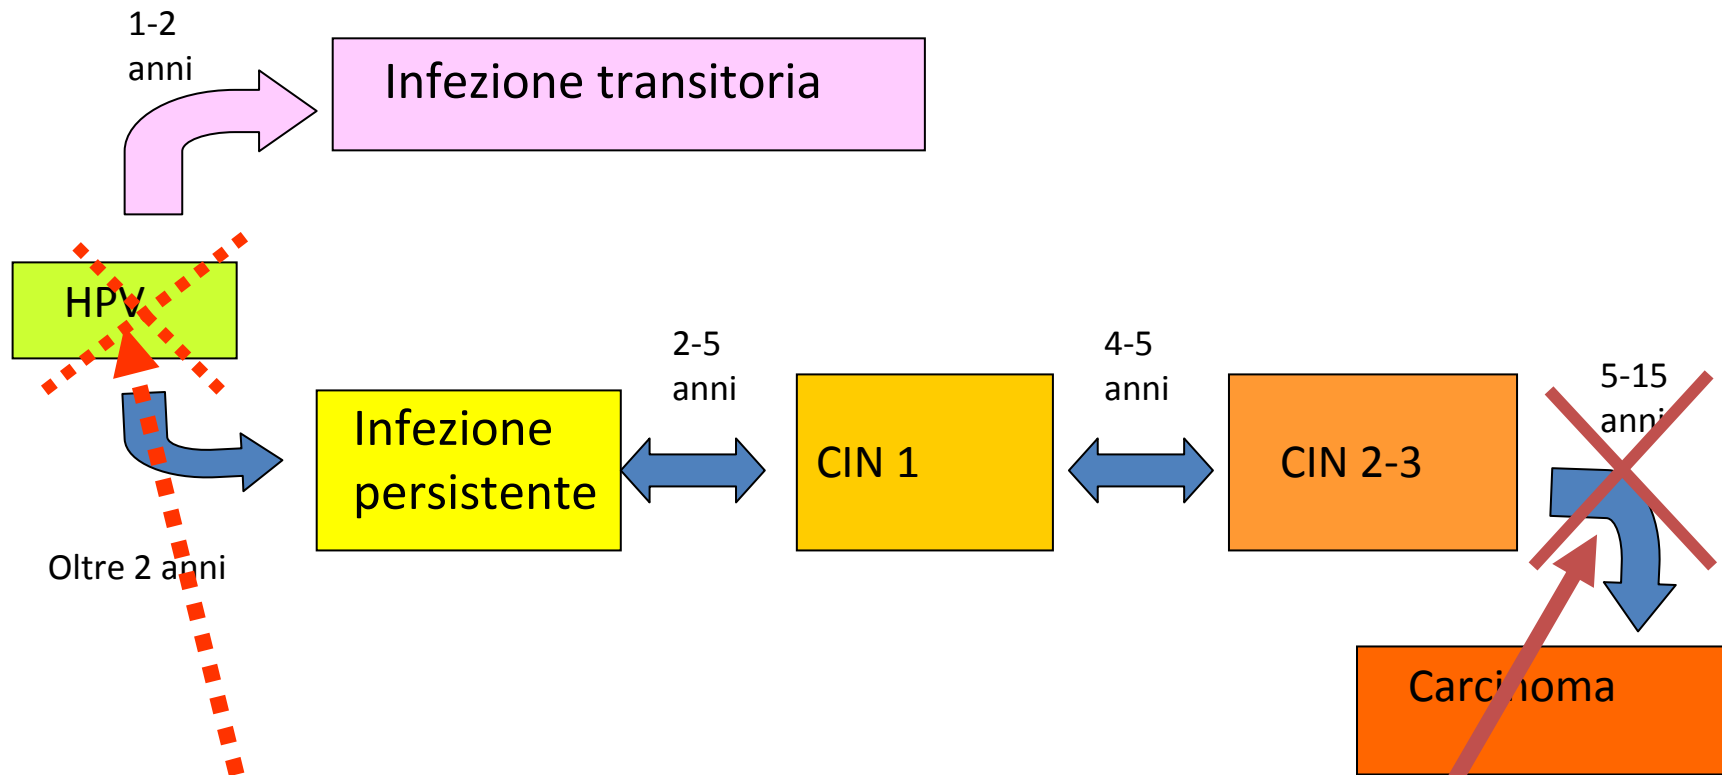 1-2
anni
Infezione transitoria
HPV
2-5
anni
4-5
anni
5-15
anni
Infezione
persistente
CIN 1
CIN 2-3
Oltre 2 anni
Carcinoma